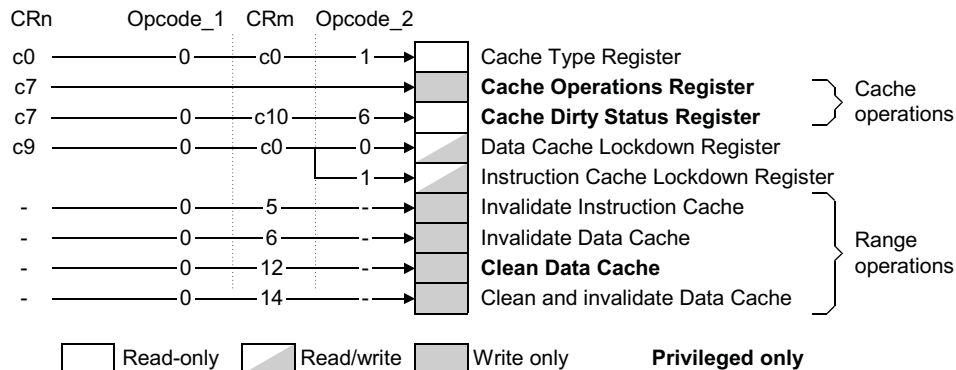 CRn Opcode_1 CRm Opcode_2
c0 0 c0 1 Cache Type Register
c7 Cache Operations Register
c7 0 c10 6 Cache Dirty Status Register
Cache
operations
c9 0 c0 0 Data Cache Lockdown Register
1 Instruction Cache Lockdown Register
- 0 5 - Invalidate Instruction Cache
- 0 6 - Invalidate Data Cache
- 0 12 - Clean Data Cache
- 0 14 - Clean and invalidate Data Cache
Range
operations
Read-only Read/write Write only Privileged only